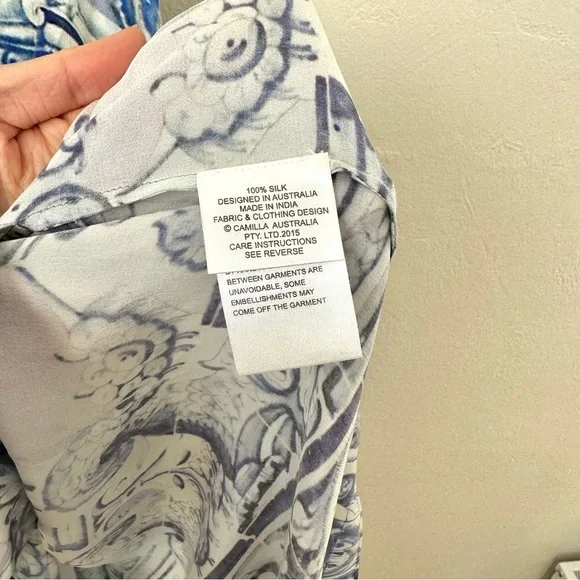 100% SILK
DESIGNED IN AUSTRALIA
MADE IN INDIA
FABRIC & CLOTHING DESIGN
© CAMILLA AUSTRALIA
PTY. LTD.2015
CARE INSTRUCTIONS
SEE REVERSE
BETWEEN GARMENTS ARE
UNAVOIDABLE, SOME
EMBELLISHMENTS MAY
COME OFF THE GARMENT